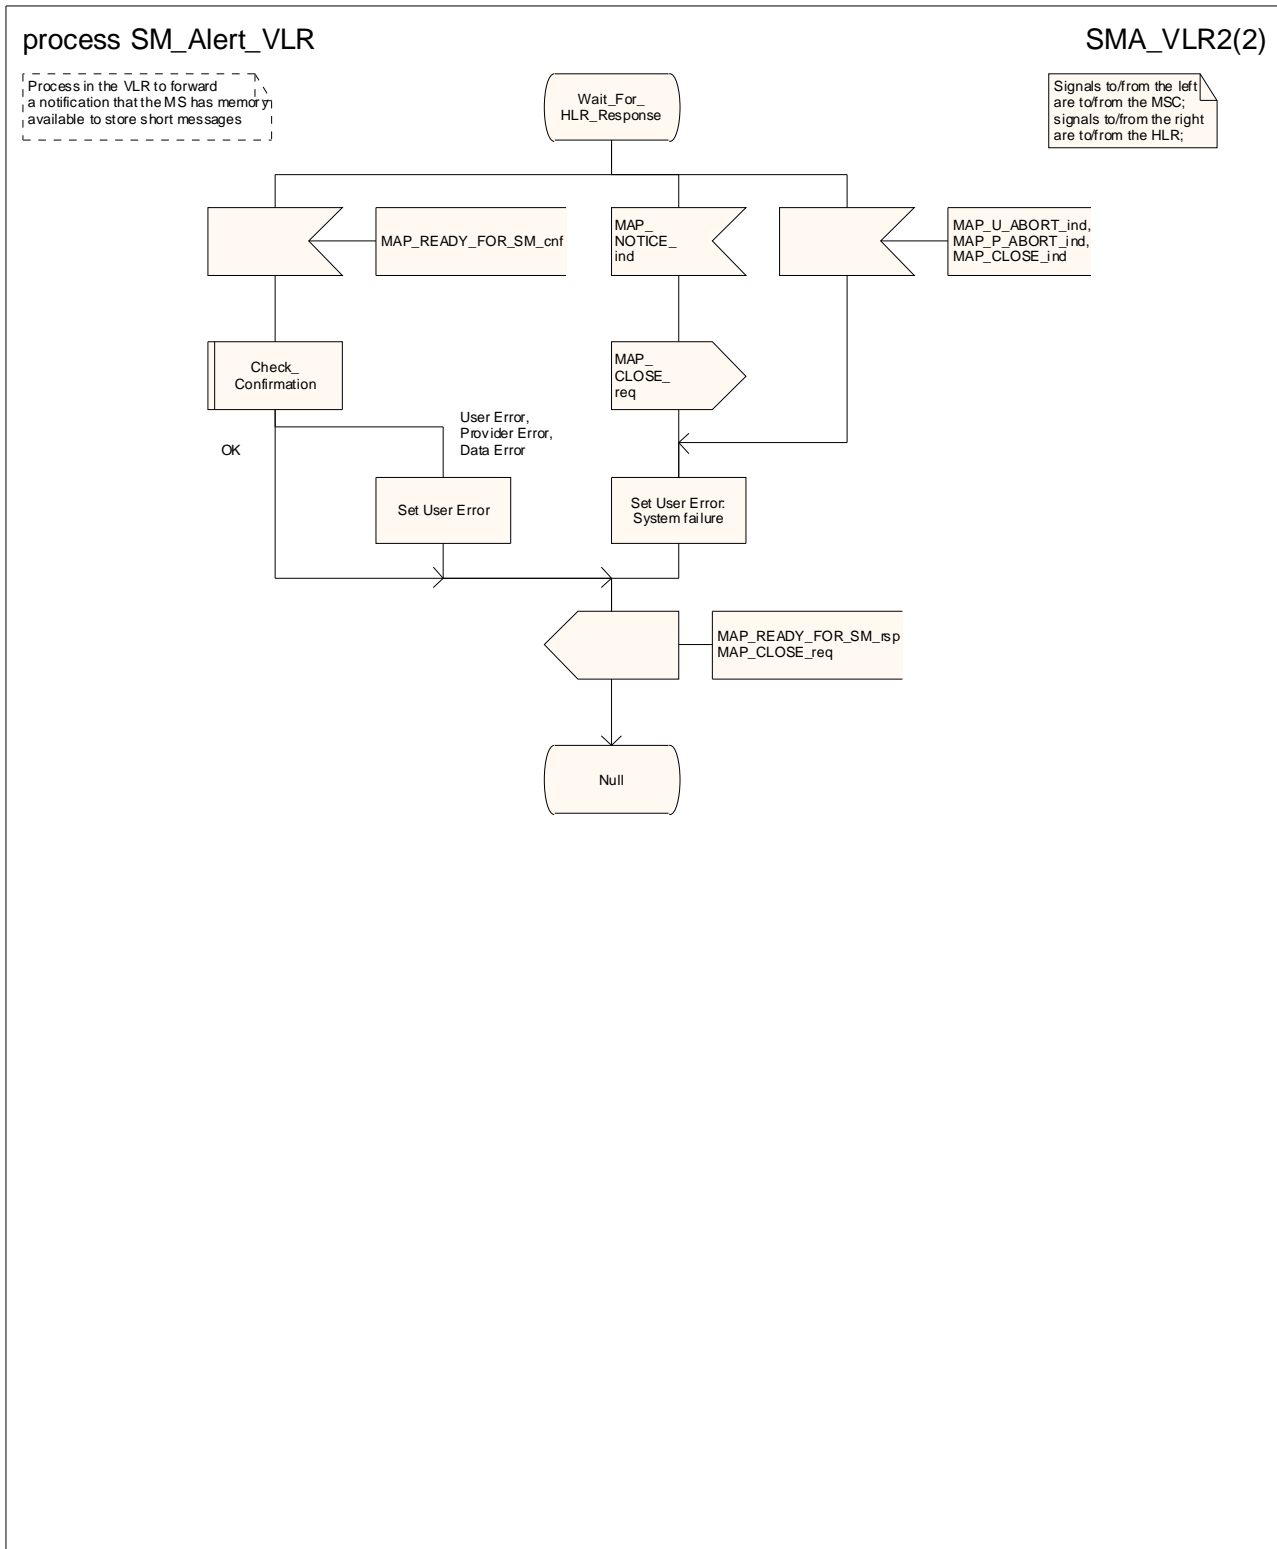 process SM_Alert_VLR
SMA_VLR2(2)
Process in the VLR to forward
a notification that the MS has memory
available to store short messages
Wait_For_
HLR_Response
Signals to/from the left
are to/from the MSC;
signals to/from the right
are to/from the HLR;
MAP_READY_FOR_SM_cnf
MAP_
NOTICE_
ind
MAP_U_ABORT_ind,
MAP_P_ABORT_ind,
MAP_CLOSE_ind
Check_
Confirmation
MAP_
CLOSE_
req
OK
User Error,
Provider Error,
Data Error
Set User Error
Set User Error:
System failure
MAP_READY_FOR_SM_rsp
MAP_CLOSE_req
Null